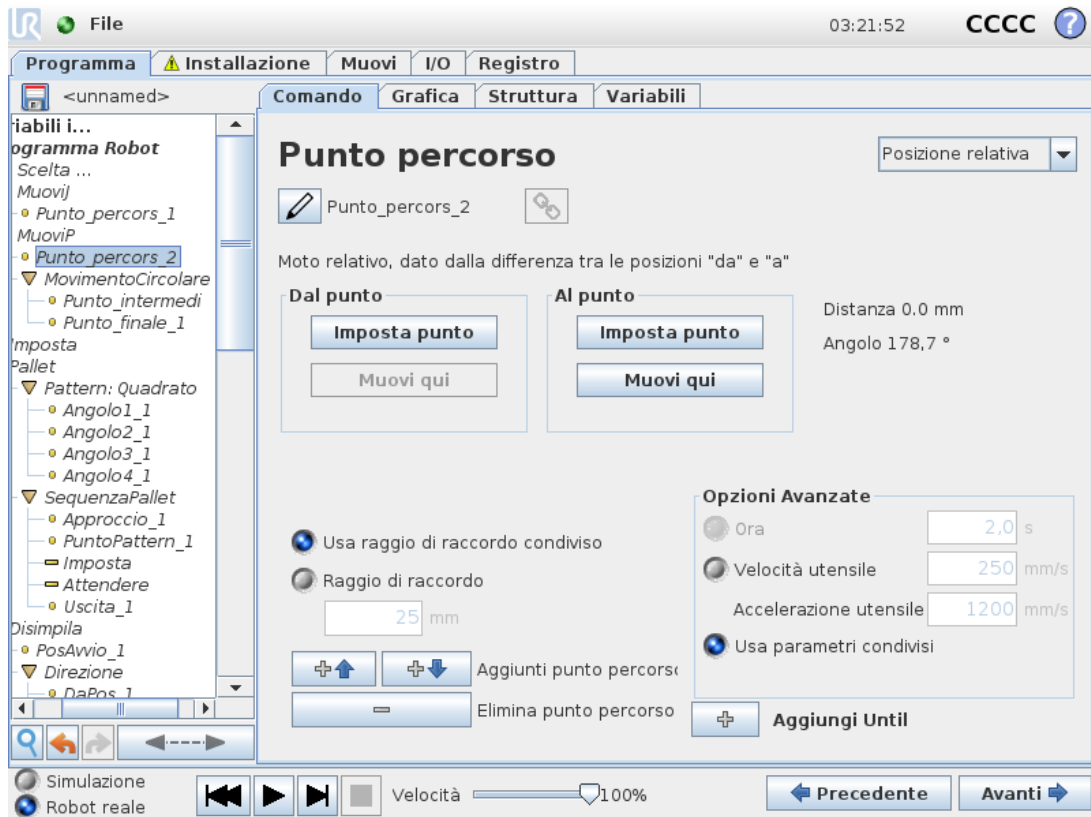 UR File 03:21:52 CCCC ?
Programma Installazione Muovi I/O Registro
<unnamed>
Comando Grafica Struttura Variabili
riabili i...
ogramma Robot
Scelta ...
MuoviJ
Punto_percors_1
MuoviP
Punto_percors_2
MovimentoCircolare
Punto_intermedi
Punto_finale_1
Imposta
Pallet
Pattern: Quadrato
Angolo1_1
Angolo2_1
Angolo3_1
Angolo4_1
SequenzaPallet
Approccio_1
PuntoPattern_1
Imposta
Attendere
Uscita_1
Disimpila
PosAvvio_1
Direzione
DaPos_1
Punto percorso
Posizione relativa
Punto_percors_2
Moto relativo, dato dalla differenza tra le posizioni "da" e "a"
Dal punto
Imposta punto
Muovi qui
Al punto
Imposta punto
Muovi qui
Distanza 0.0 mm
Angolo 178,7 °
Usa raggio di raccordo condiviso
Raggio di raccordo
25 mm
Aggiunti punto percorso
Elimina punto percorso
Opzioni Avanzate
Ora 2,0 s
Velocità utensile 250 mm/s
Accelerazione utensile 1200 mm/s
Usa parametri condivisi
Aggiungi Until
Simulazione
Robot reale
Velocità 100%
Precedente
Avanti